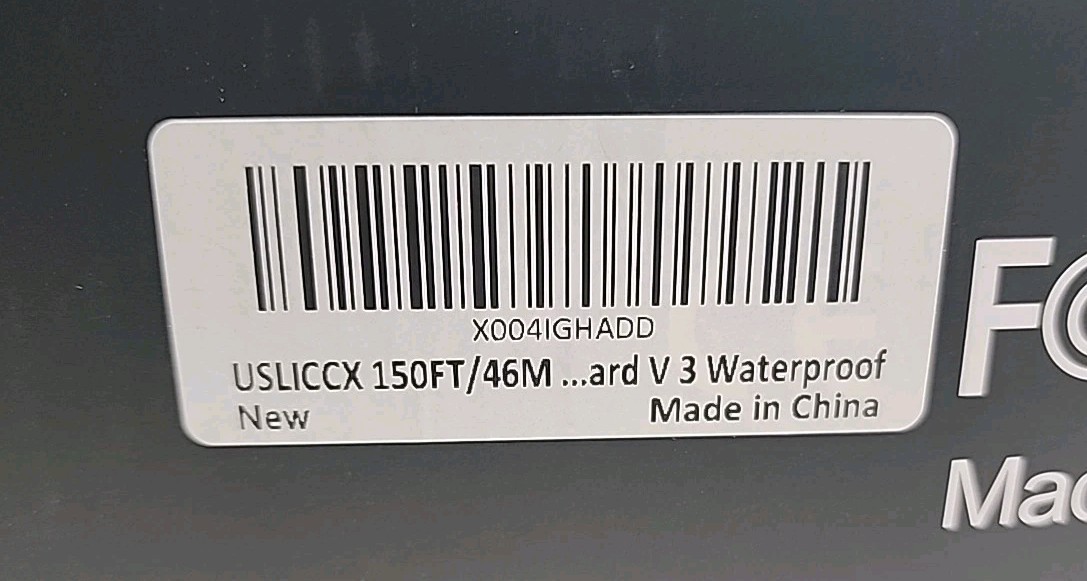 X004IGHADD
USLICCX 150FT/46M ...ard V 3 Waterproof
New Made in China